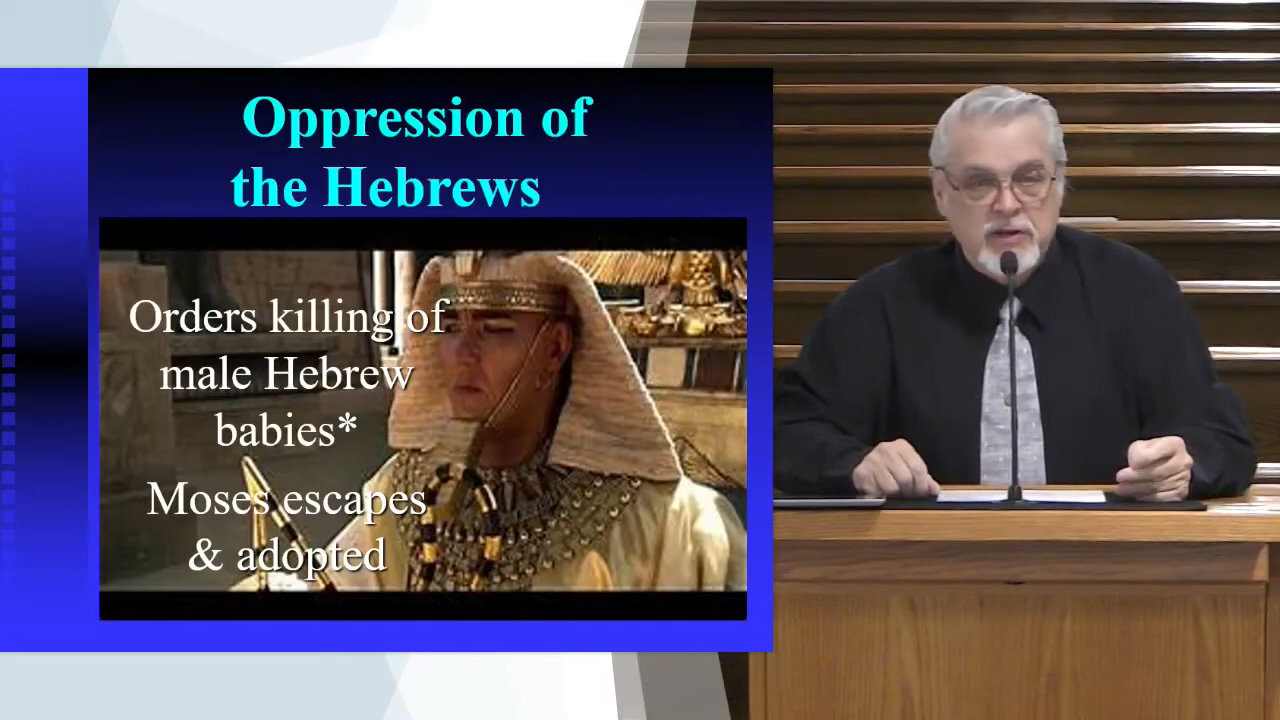 Oppression of
the Hebrews
Orders killing of
male Hebrew
babies*
Moses escapes
& adopted